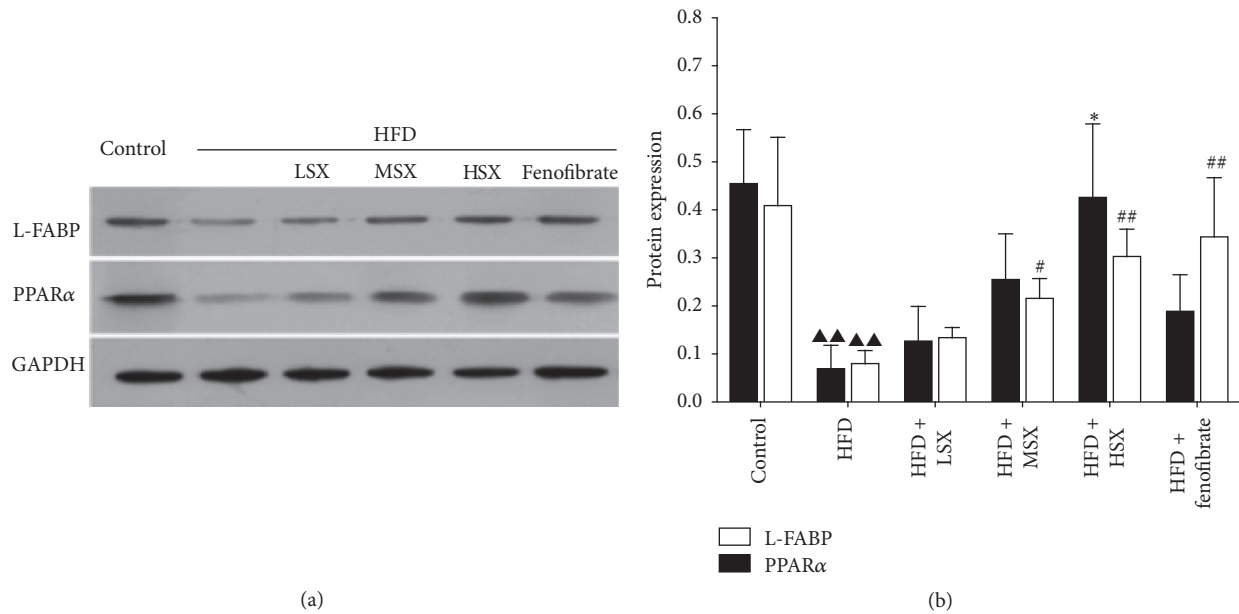 (a)
Control
HFD
LSX MSX HSX Fenofibrate
L-FABP
PPARα
GAPDH
(b)
Protein expression
0.8
0.7
0.6
0.5
0.4
0.3
0.2
0.1
0.0
▲▲ ▲▲
#
*
##
##
Control
HFD
HFD +
LSX
HFD +
MSX
HFD +
HSX
HFD +
fenofibrate
L-FABP
PPARα
(a)
(b)